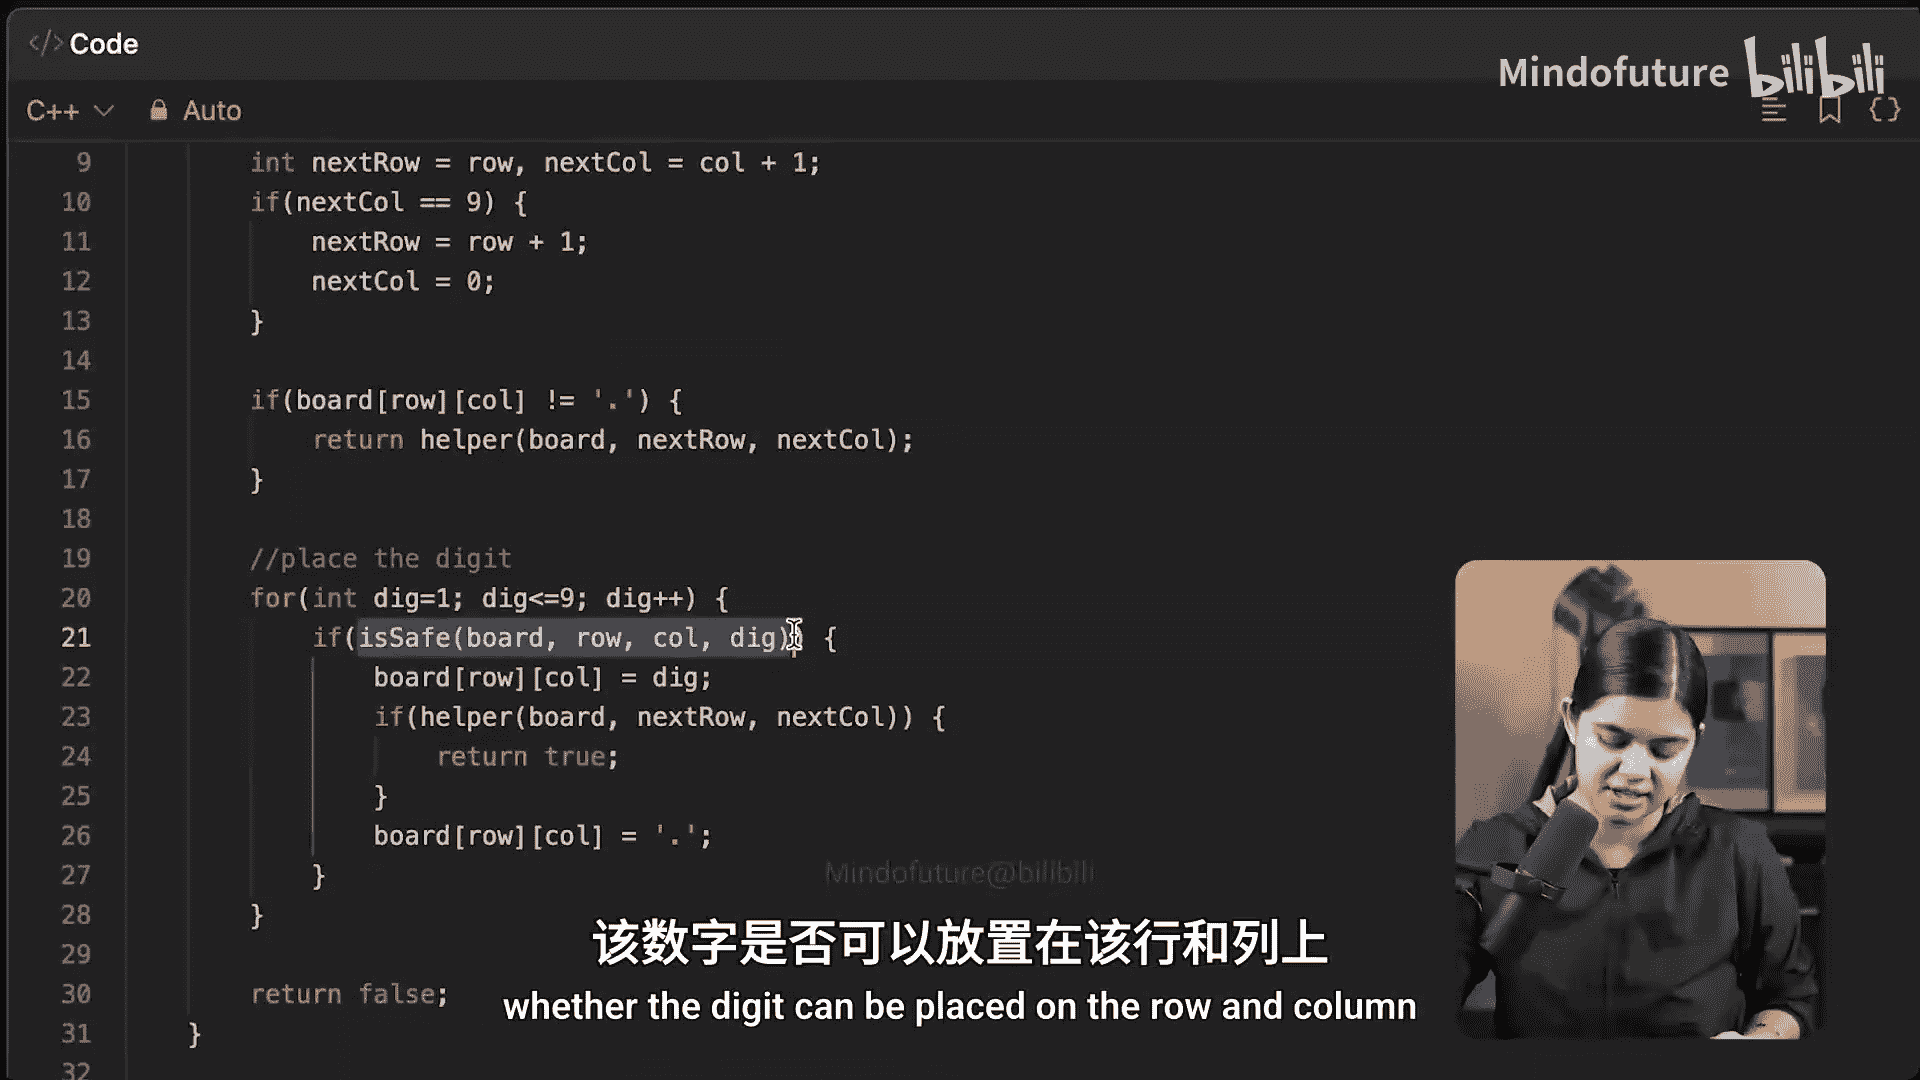 </> Code
Mindofuture bilibili
C++ Auto {}
9 int nextRow = row, nextCol = col + 1;
10 if(nextCol == 9) {
11 nextRow = row + 1;
12 nextCol = 0;
13 }
14
15 if(board[row][col] != '.') {
16 return helper(board, nextRow, nextCol);
17 }
18
19 //place the digit
20 for(int dig=1; dig<=9; dig++) {
21 if(isSafe(board, row, col, dig)) {
22 board[row][col] = dig;
23 if(helper(board, nextRow, nextCol)) {
24 return true;
25 }
26 board[row][col] = '.';
27 }
28 }
29
30 return false;
31 }
32
Mindofuture@bilibili
该数字是否可以放置在该行和列上
whether the digit can be placed on the row and column